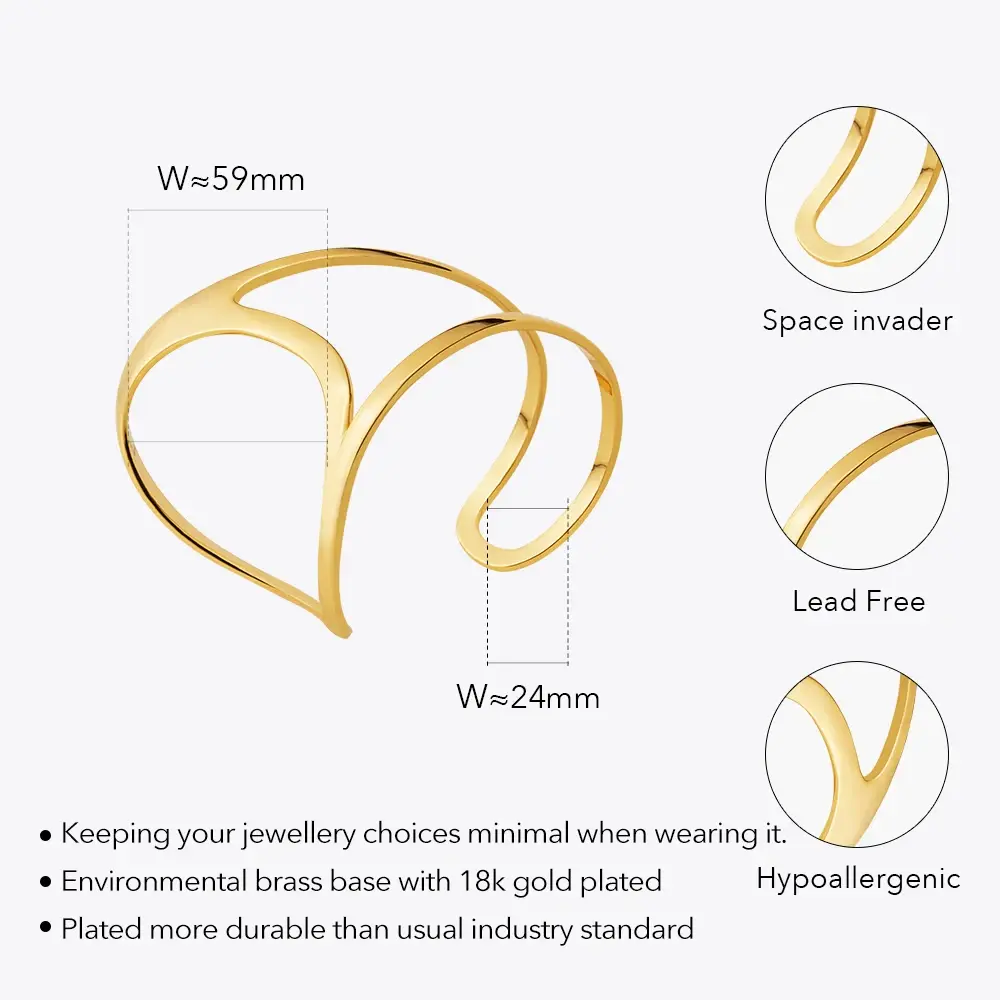 W≈59mm
Space invader
Lead Free
W≈24mm
• Keeping your jewellery choices minimal when wearing it.
• Environmental brass base with 18k gold plated
Hypoallergenic
• Plated more durable than usual industry standard